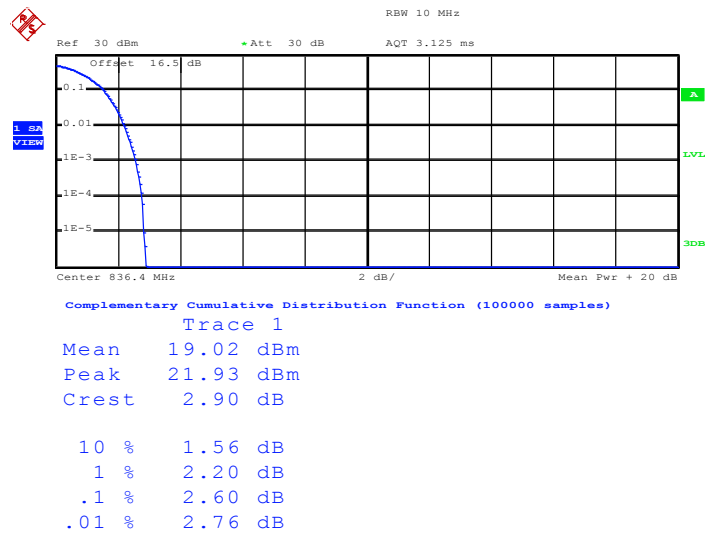 R&S
RBW 10 MHz
Ref 30 dBm *Att 30 dB AQT 3.125 ms
Offset 16.5 dB
0.1
A
0.01
1 SA
VIEW
1E-3
LVL
1E-4
1E-5
3DB
Center 836.4 MHz 2 dB/ Mean Pwr + 20 dB
Complementary Cumulative Distribution Function (100000 samples)
Trace 1
Mean 19.02 dBm
Peak 21.93 dBm
Crest 2.90 dB
10 % 1.56 dB
1 % 2.20 dB
.1 % 2.60 dB
.01 % 2.76 dB